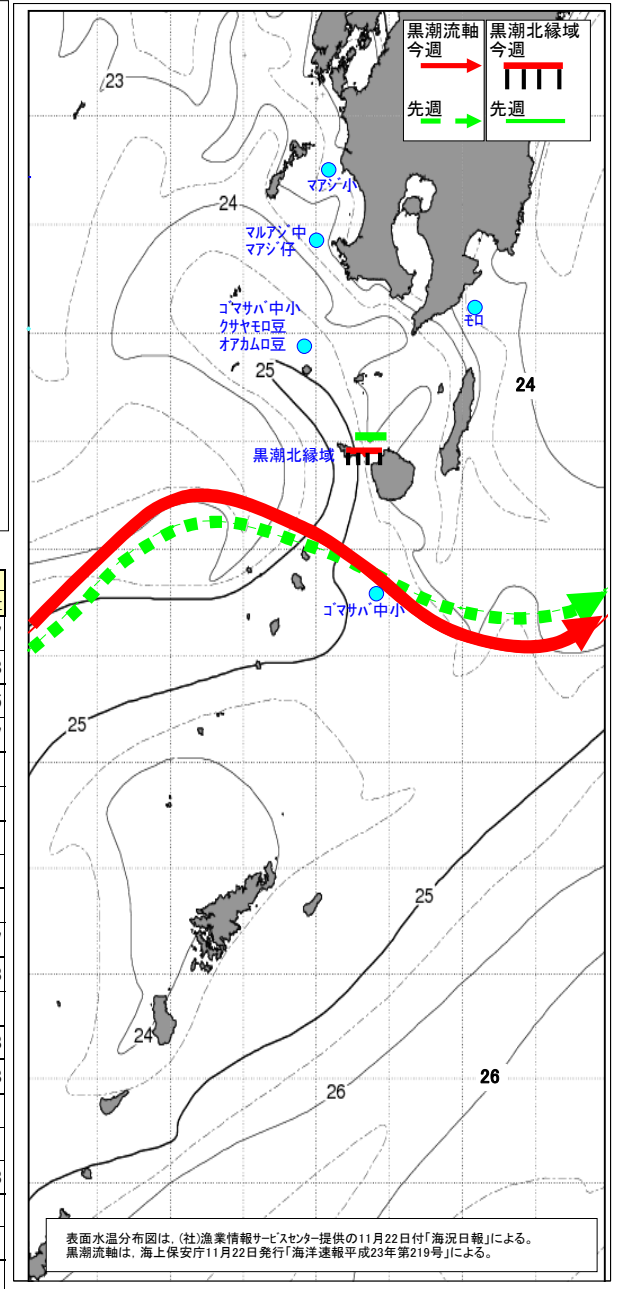 黒潮流軸
今週
先週
黒潮北縁域
今週
先週
23
マアジ小
24
マルアジ中
マアジ仔
ゴマサバ中小
クサヤモロ豆
オアカムロ豆
モロ
25
24
黒潮北縁域
ゴマサバ中小
25
25
24
26
26
表面水温分布図は, (社)漁業情報サービスセンター提供の11月22日付「海況日報」による。
黒潮流軸は, 海上保安庁11月22日発行「海洋速報平成23年第219号」による。